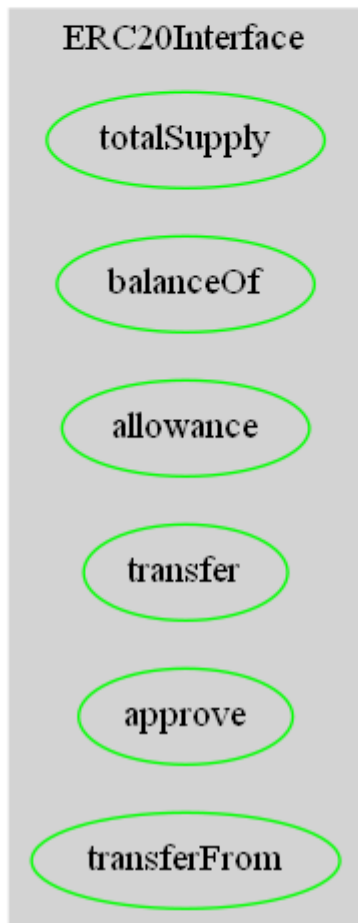 ERC20Interface
totalSupply
balanceOf
allowance
transfer
approve
transferFrom